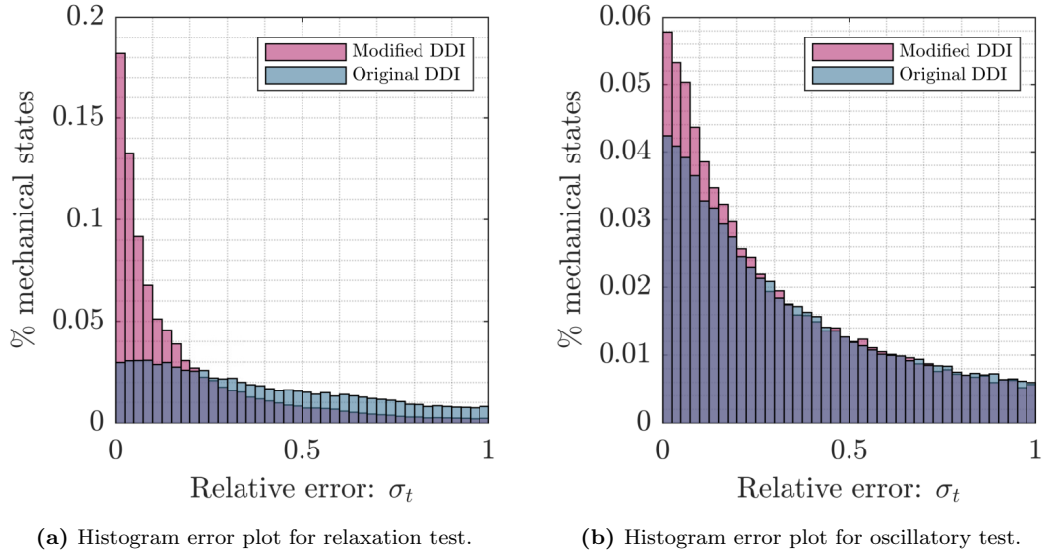 0.2
0.15
0.1
0.05
0
% mechanical states
Modified DDI
Original DDI
0
0.5
1
Relative error: σt
(a) Histogram error plot for relaxation test.
0.06
0.05
0.04
0.03
0.02
0.01
0
% mechanical states
Modified DDI
Original DDI
0
0.5
1
Relative error: σt
(b) Histogram error plot for oscillatory test.